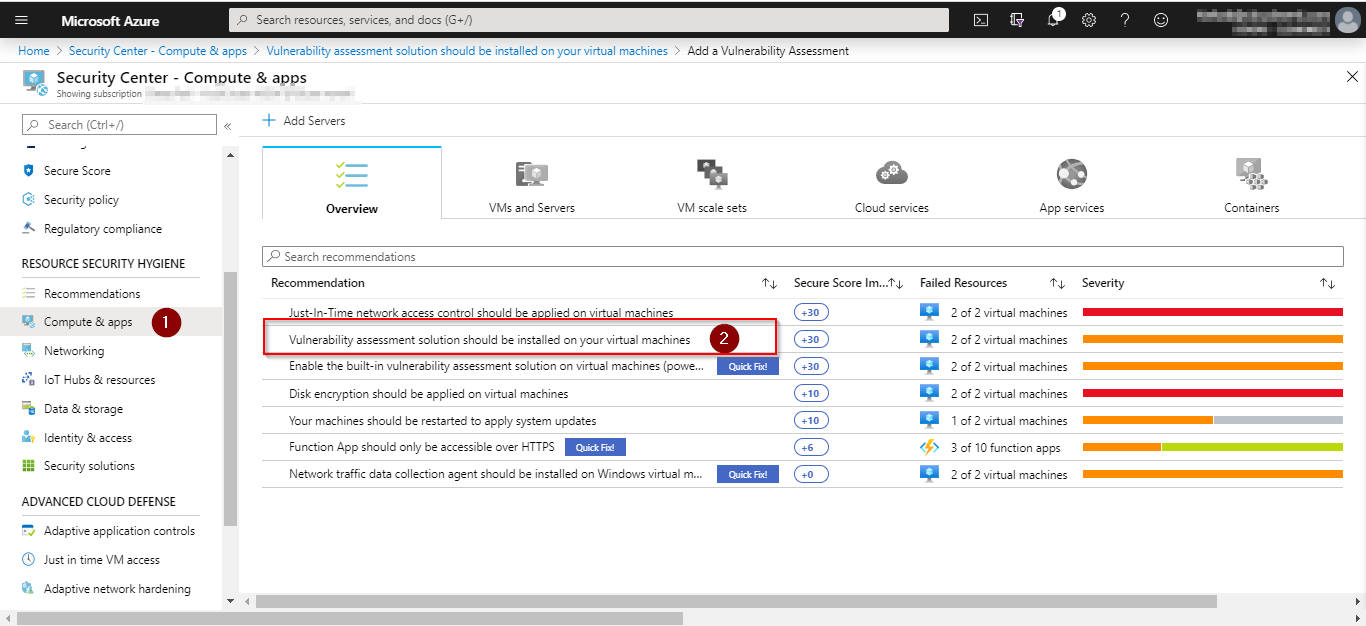 Microsoft Azure
Search resources, services, and docs (G+/)
1
Home > Security Center - Compute & apps > Vulnerability assessment solution should be installed on your virtual machines > Add a Vulnerability Assessment
Security Center - Compute & apps
Showing subscription
Search (Ctrl+/)
«
Add Servers
Secure Score
Security policy
Regulatory compliance
RESOURCE SECURITY HYGIENE
Recommendations
Compute & apps
1
Networking
IoT Hubs & resources
Data & storage
Identity & access
Security solutions
ADVANCED CLOUD DEFENSE
Adaptive application controls
Just in time VM access
Adaptive network hardening
Overview
VMs and Servers
VM scale sets
Cloud services
App services
Containers
Search recommendations
Recommendation Secure Score Im... Failed Resources Severity
Just-In-Time network access control should be applied on virtual machines +30 2 of 2 virtual machines
Vulnerability assessment solution should be installed on your virtual machines 2 +30 2 of 2 virtual machines
Enable the built-in vulnerability assessment solution on virtual machines (powe... Quick Fix! +30 2 of 2 virtual machines
Disk encryption should be applied on virtual machines +10 2 of 2 virtual machines
Your machines should be restarted to apply system updates +10 1 of 2 virtual machines
Function App should only be accessible over HTTPS Quick Fix! +6 3 of 10 function apps
Network traffic data collection agent should be installed on Windows virtual m... Quick Fix! +0 2 of 2 virtual machines